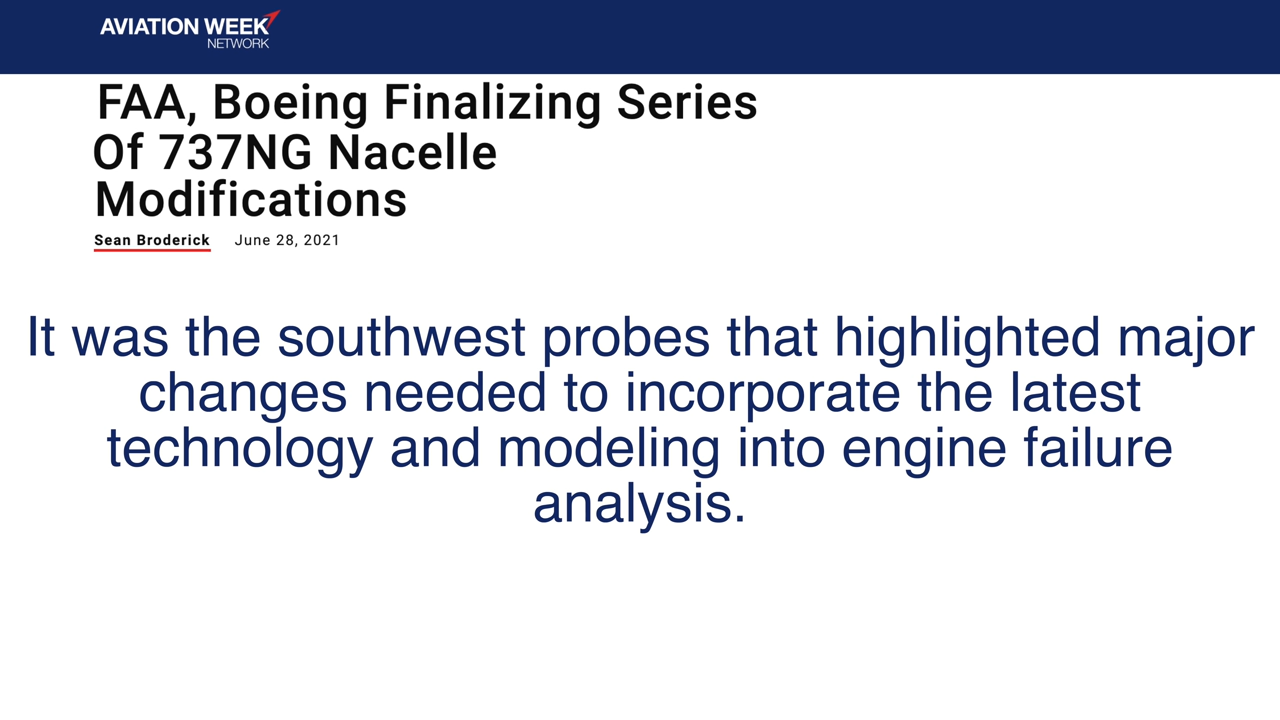 AVIATION WEEK
NETWORK
FAA, Boeing Finalizing Series
Of 737NG Nacelle
Modifications
Sean Broderick June 28, 2021
It was the southwest probes that highlighted major
changes needed to incorporate the latest
technology and modeling into engine failure
analysis.